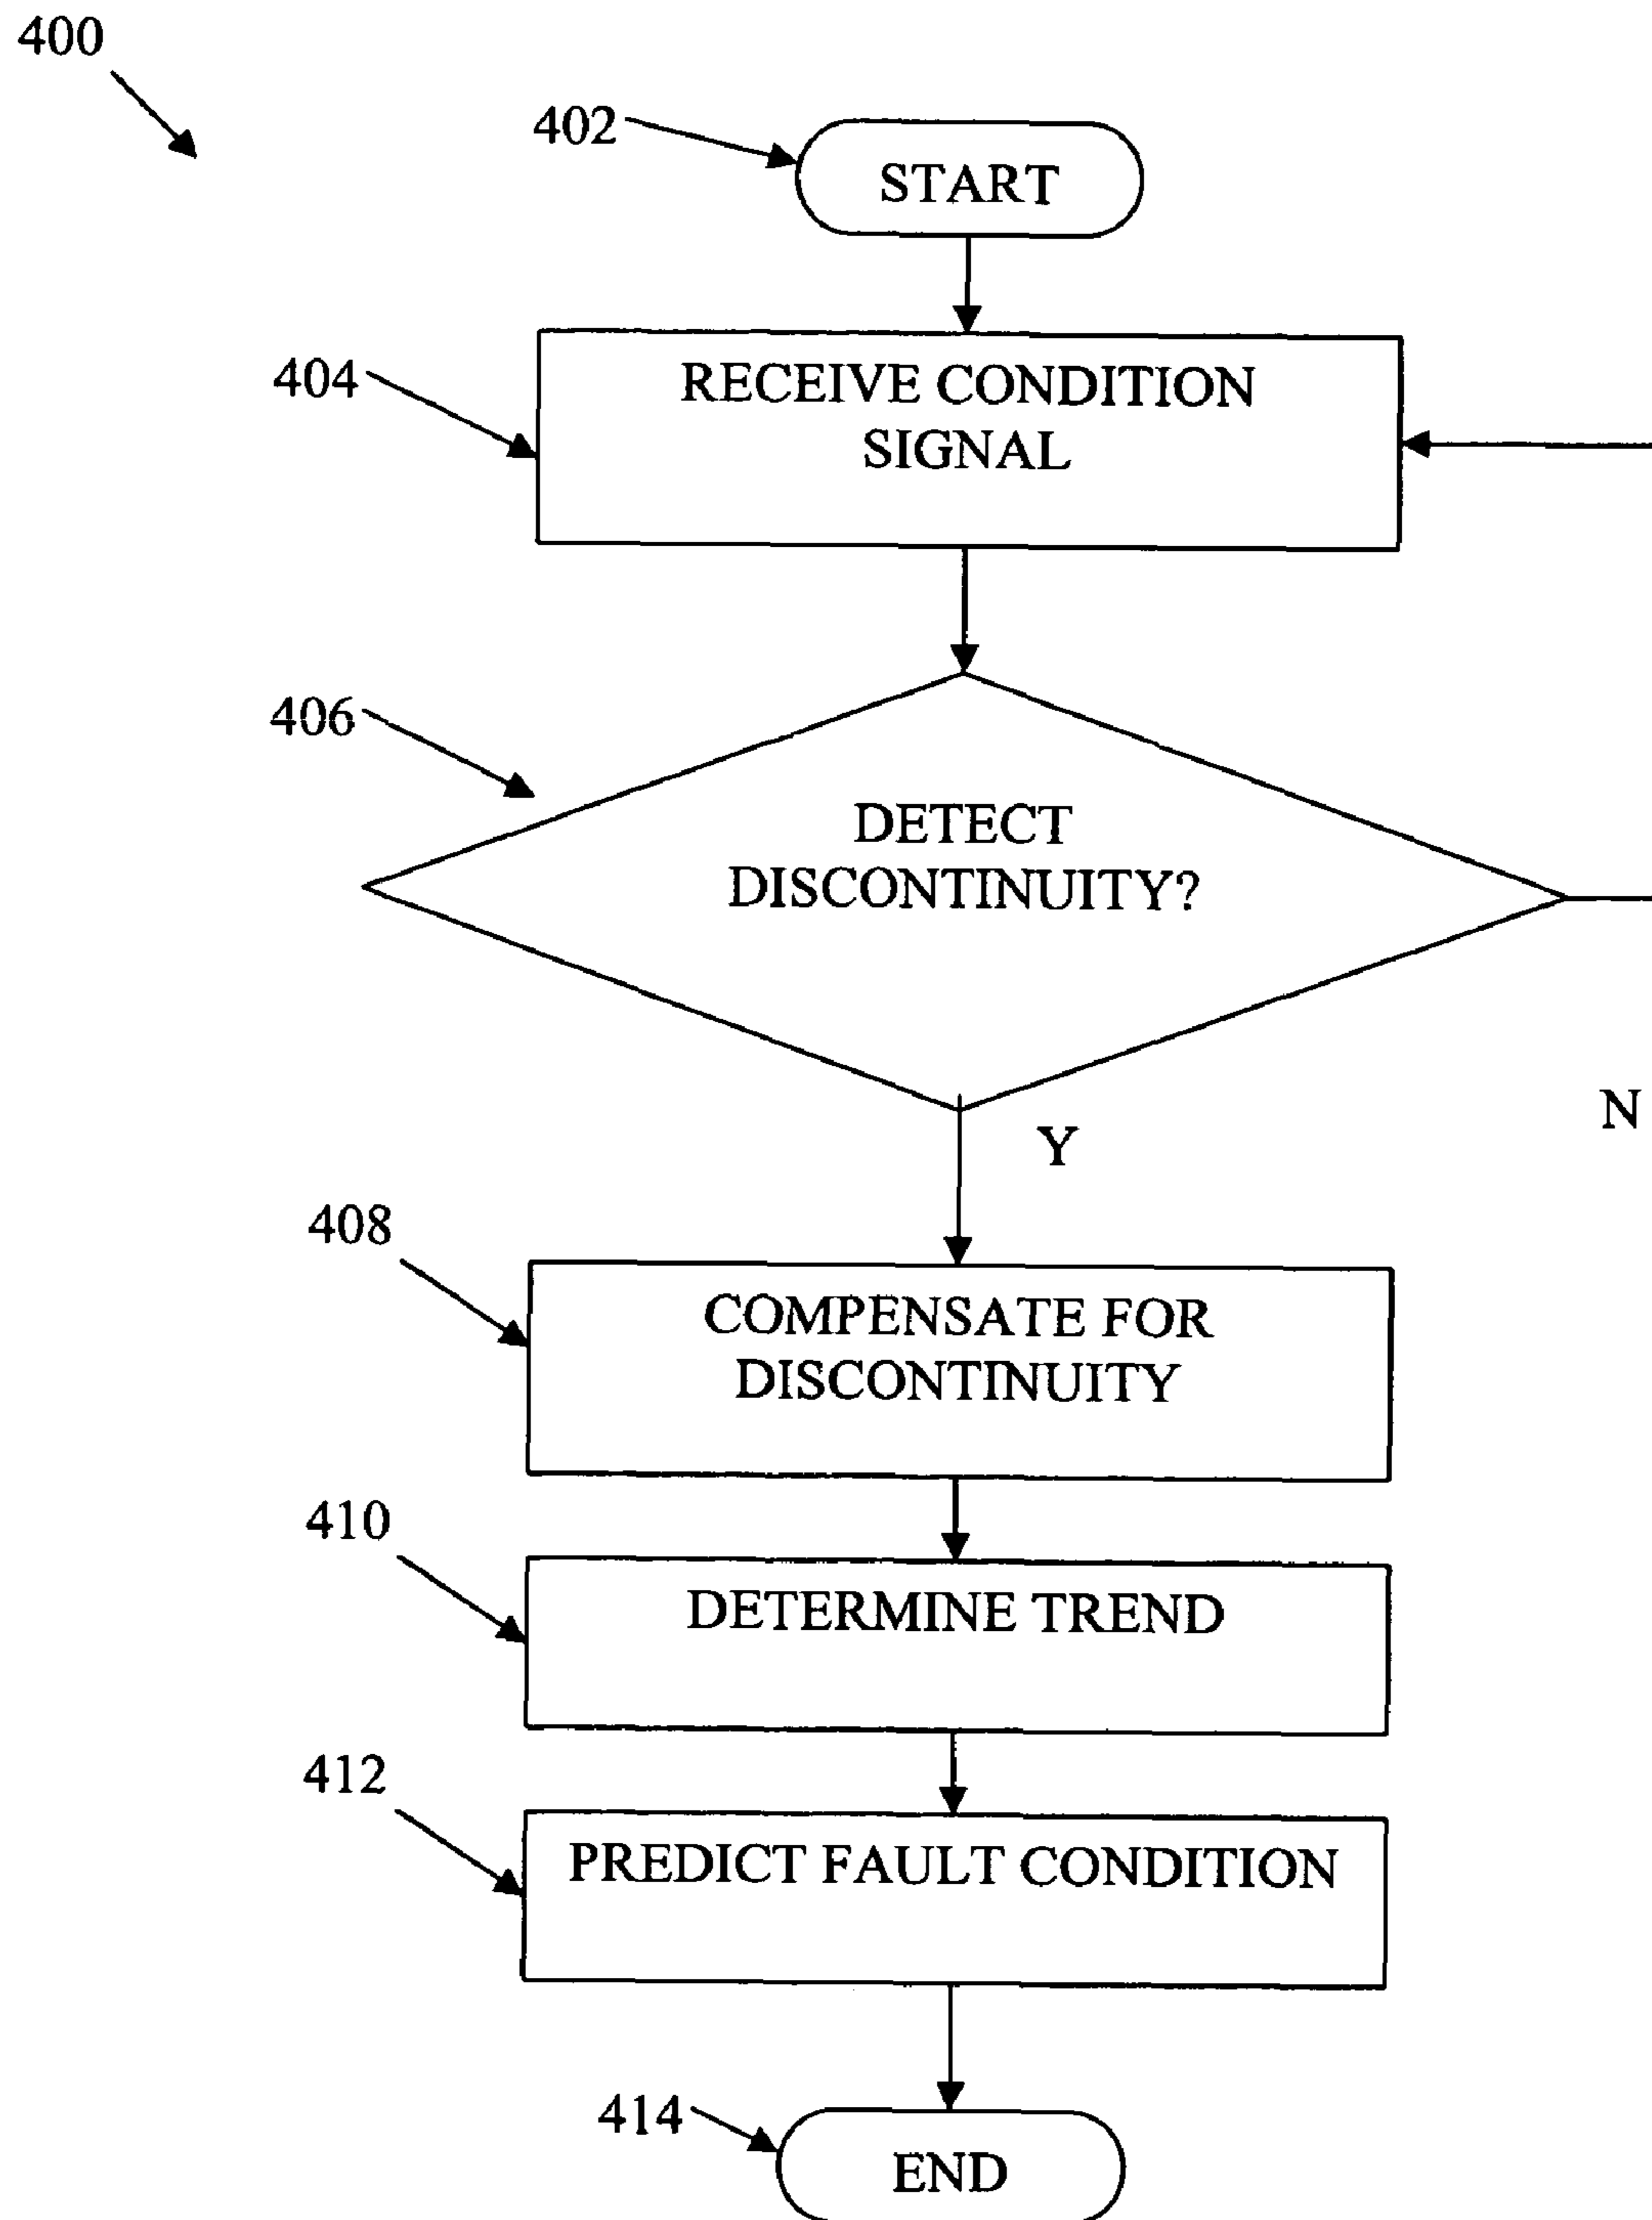 400
402
START
404
RECEIVE CONDITION
SIGNAL
406
DETECT
DISCONTINUITY?
N
Y
408
COMPENSATE FOR
DISCONTINUITY
410
DETERMINE TREND
412
PREDICT FAULT CONDITION
414
END